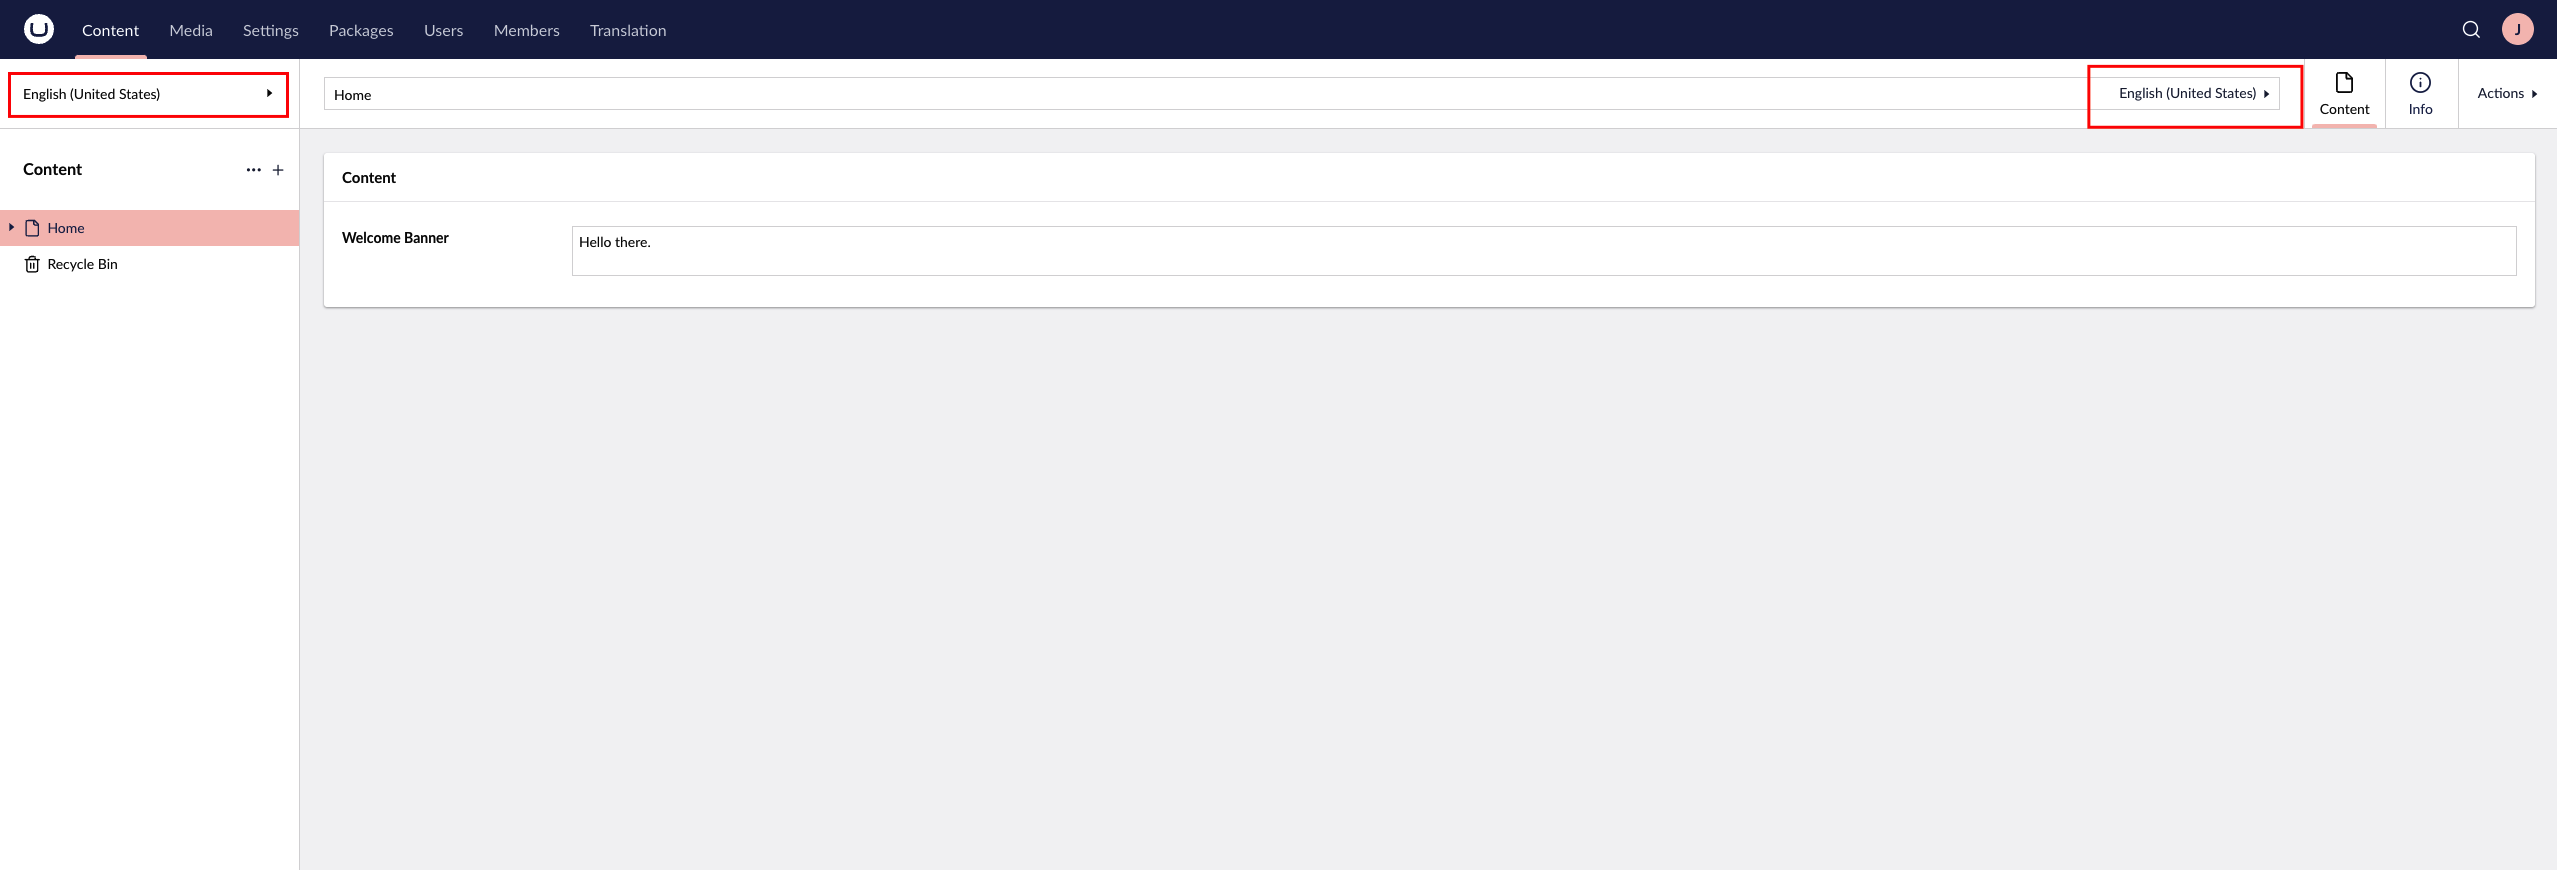 Content Media Settings Packages Users Members Translation
J
English (United States)
Home
English (United States)
Content
Info
Actions
Content
Home
Recycle Bin
Content
Welcome Banner
Hello there.